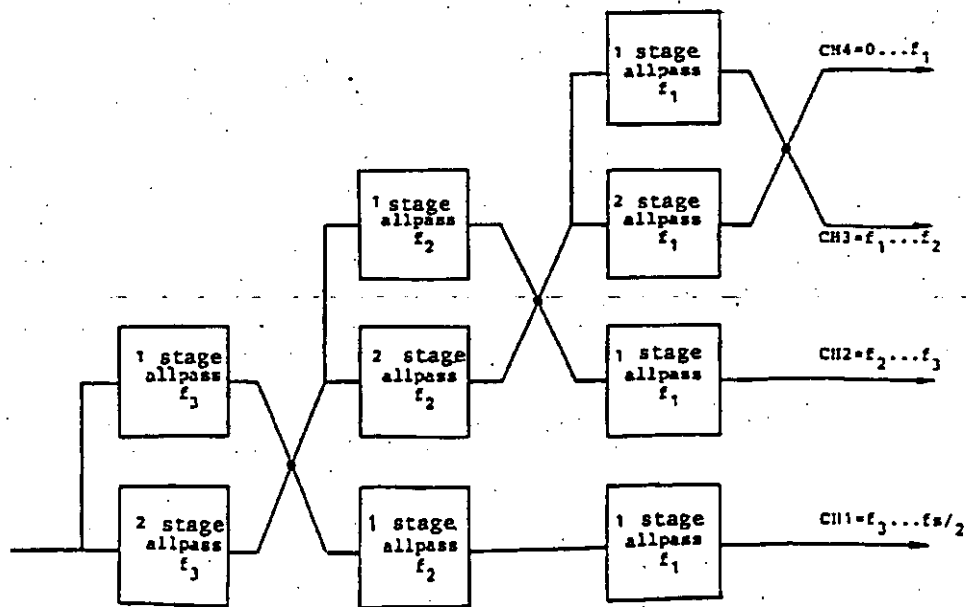 1 stage
allpass
f1
CH4=0...f1
2 stage
allpass
f1
CH3=f1...f2
1 stage
allpass
f2
2 stage
allpass
f2
1 stage
allpass
f1
CH2=f2...f3
1 stage
allpass
f3
2 stage
allpass
f3
1 stage
allpass
f2
1 stage
allpass
f1
CH1=f3...fs/2